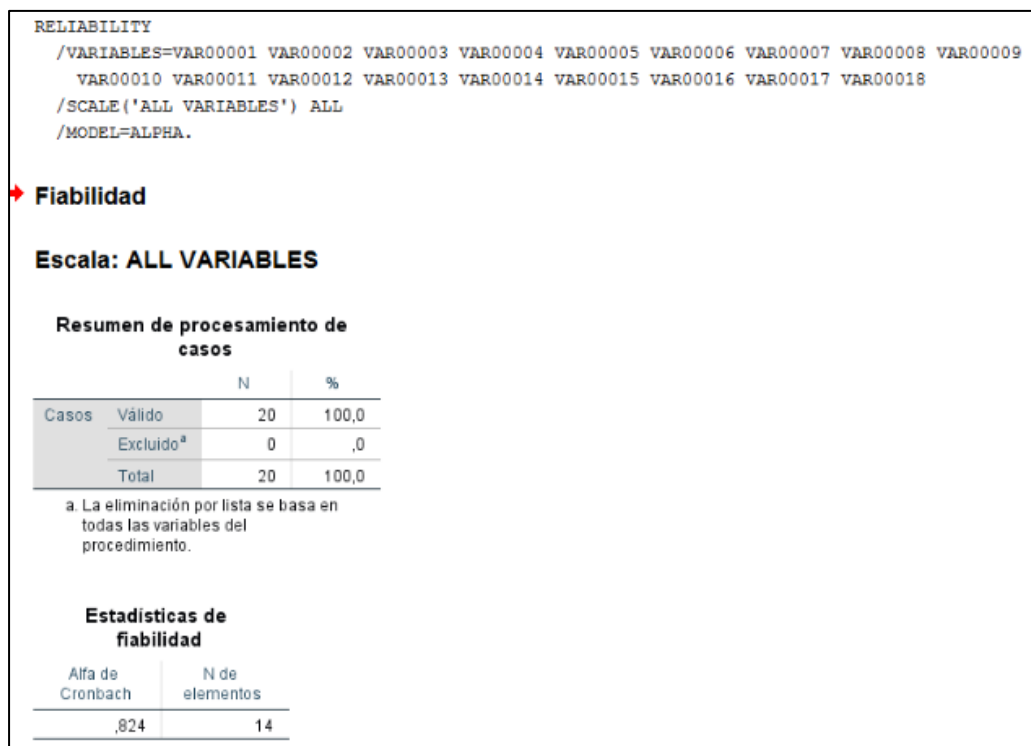 RELIABILITY
/VARIABLES=VAR00001 VAR00002 VAR00003 VAR00004 VAR00005 VAR00006 VAR00007 VAR00008 VAR00009
VAR00010 VAR00011 VAR00012 VAR00013 VAR00014 VAR00015 VAR00016 VAR00017 VAR00018
/SCALE('ALL VARIABLES') ALL
/MODEL=ALPHA.
Fiabilidad
Escala: ALL VARIABLES
Resumen de procesamiento de
casos
N %
Casos Válido 20 100,0
Excluido^a 0 ,0
Total 20 100,0
a. La eliminación por lista se basa en
todas las variables del
procedimiento.
Estadísticas de
fiabilidad
Alfa de N de
Cronbach elementos
,824 14